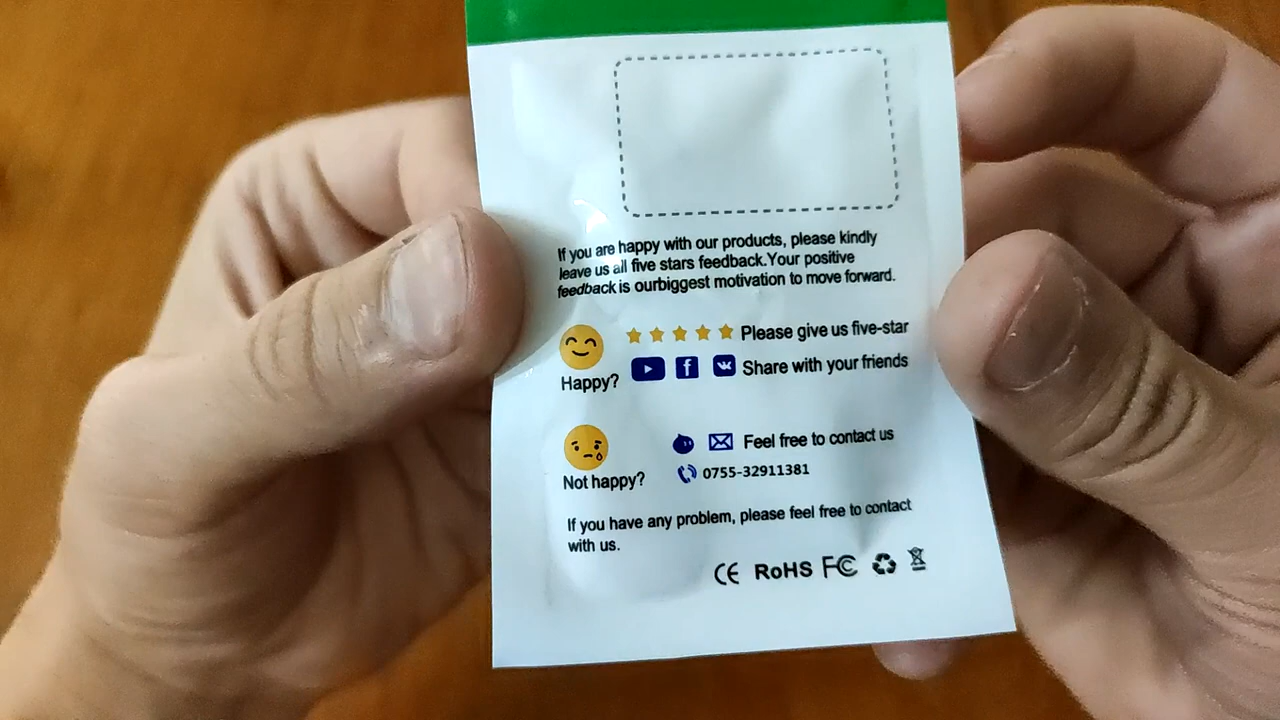 If you are happy with our products, please kindly
leave us all five stars feedback.Your positive
feedback is ourbiggest motivation to move forward.
Please give us five-star
Happy?
Share with your friends
Feel free to contact us
Not happy?
0755-32911381
If you have any problem, please feel free to contact
with us.
CE RoHS FC